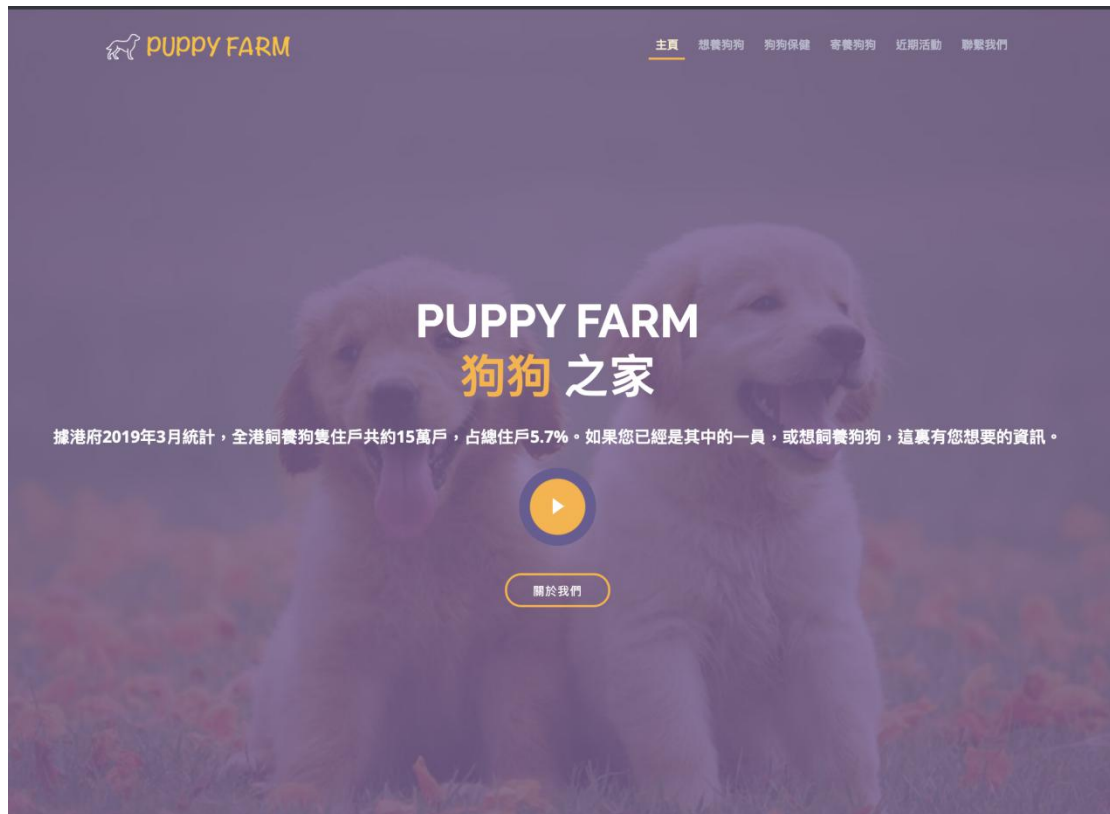 PUPPY FARM
主頁 想養狗狗 狗狗保健 寄養狗狗 近期活動 聯繫我們
PUPPY FARM
狗狗 之家
據港府2019年3月統計，全港飼養狗隻住戶共約15萬戶，占總住戶5.7%。如果您已經是其中的一員，或想飼養狗狗，這裏有您想要的資訊。
關於我們